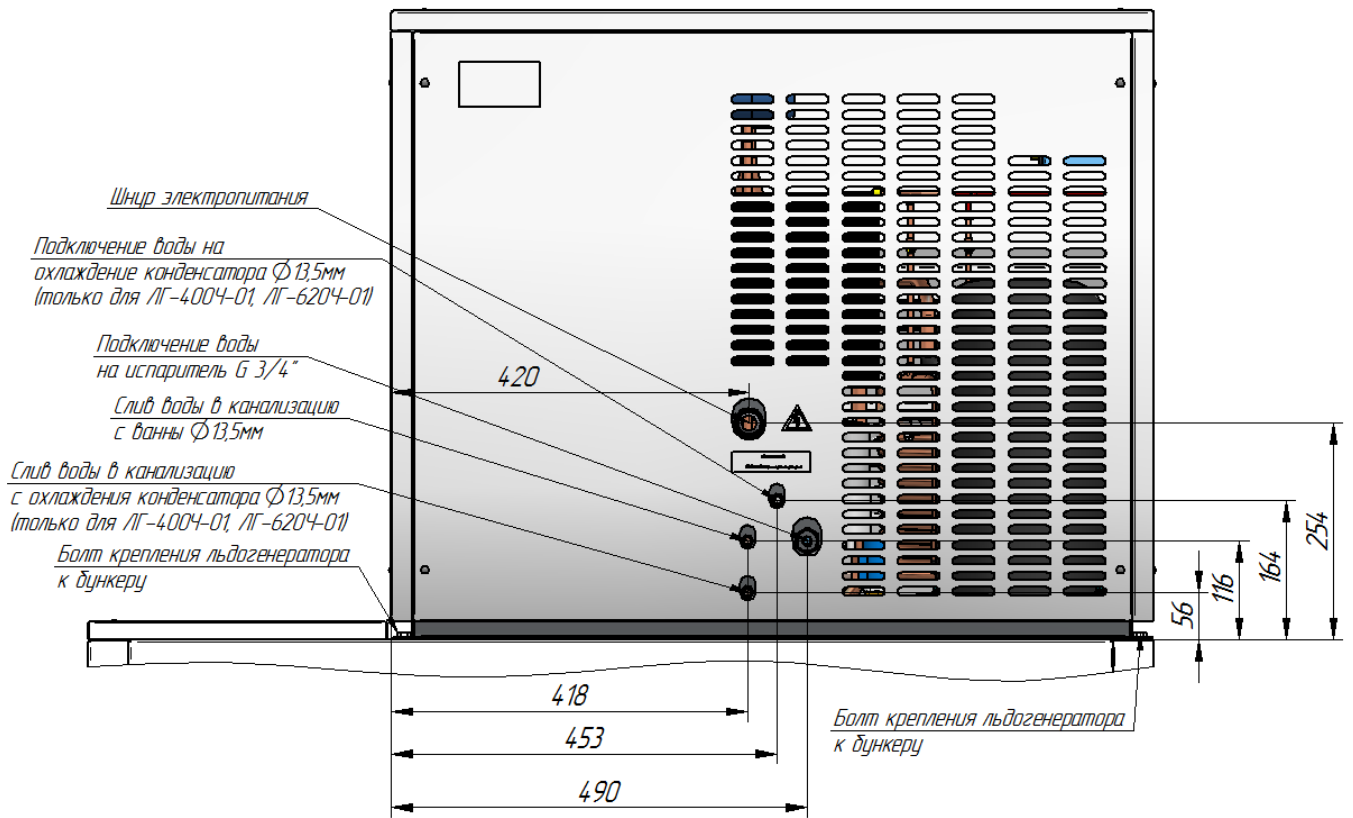 Шнур электропитания
Подключение воды на
охлаждение конденсатора Ф13,5мм
(только для ЛГ-400Ч-01, ЛГ-620Ч-01)
Подключение воды
на испаритель G 3/4"
Слив воды в канализацию
с ванны Ф13,5мм
Слив воды в канализацию
с охлаждения конденсатора Ф13,5мм
(только для ЛГ-400Ч-01, ЛГ-620Ч-01)
Болт крепления льдогенератора
к бункеру
420
254
164
116
56
418
453
490
Болт крепления льдогенератора
к бункеру